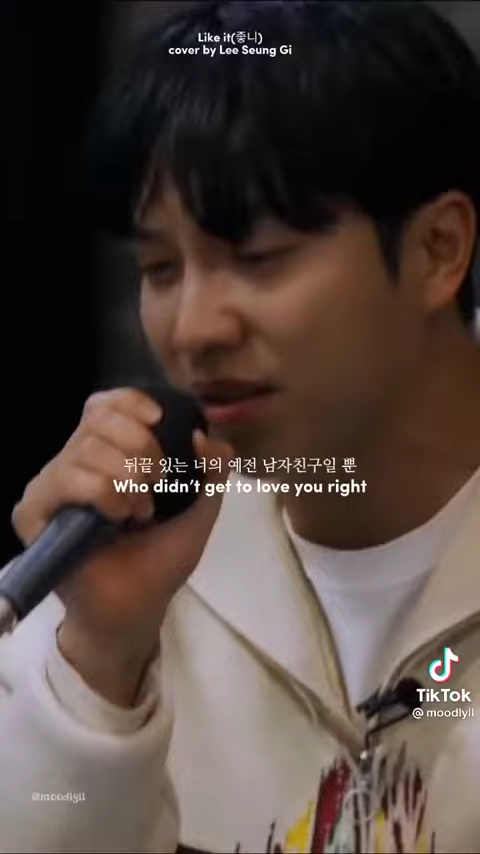 Like it(좋니)
cover by Lee Seung Gi
뒤끝 있는 너의 예전 남자친구일 뿐
Who didn't get to love you right
TikTok
@moodlyll
@moodlyll